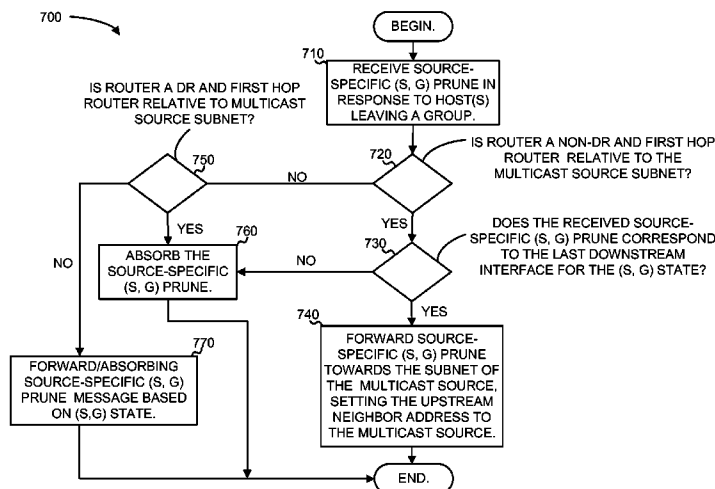 700
BEGIN.
710
RECEIVE SOURCE-
SPECIFIC (S, G) PRUNE IN
RESPONSE TO HOST(S)
LEAVING A GROUP.
IS ROUTER A DR AND FIRST HOP
ROUTER RELATIVE TO MULTICAST
SOURCE SUBNET?
750
720
IS ROUTER A NON-DR AND FIRST HOP
ROUTER RELATIVE TO THE
MULTICAST SOURCE SUBNET?
NO
YES
YES
760
ABSORB THE
SOURCE-SPECIFIC
(S, G) PRUNE.
730
DOES THE RECEIVED SOURCE-
SPECIFIC (S, G) PRUNE CORRESPOND
TO THE LAST DOWNSTREAM
INTERFACE FOR THE (S, G) STATE?
NO
NO
YES
740
FORWARD SOURCE-
SPECIFIC (S, G) PRUNE
TOWARDS THE SUBNET OF
THE MULTICAST SOURCE,
SETTING THE UPSTREAM
NEIGHBOR ADDRESS TO
THE MULTICAST SOURCE.
770
FORWARD/ABSORBING
SOURCE-SPECIFIC (S, G)
PRUNE MESSAGE BASED
ON (S,G) STATE.
END.